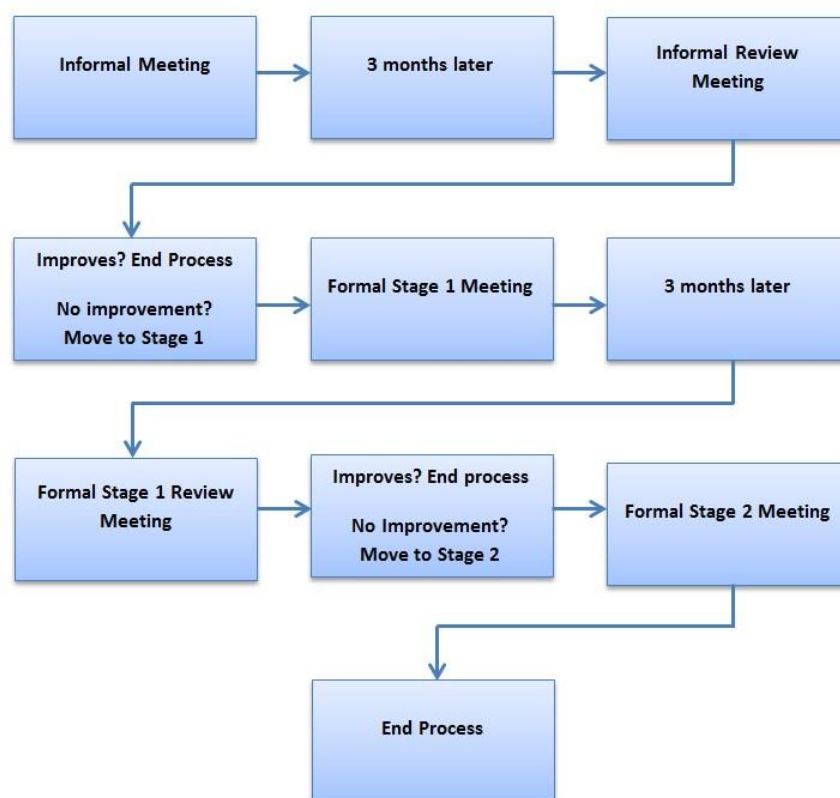 Informal Meeting
3 months later
Informal Review
Meeting
Improves? End Process
No improvement?
Move to Stage 1
Formal Stage 1 Meeting
3 months later
Formal Stage 1 Review
Meeting
Improves? End process
No Improvement?
Move to Stage 2
Formal Stage 2 Meeting
End Process